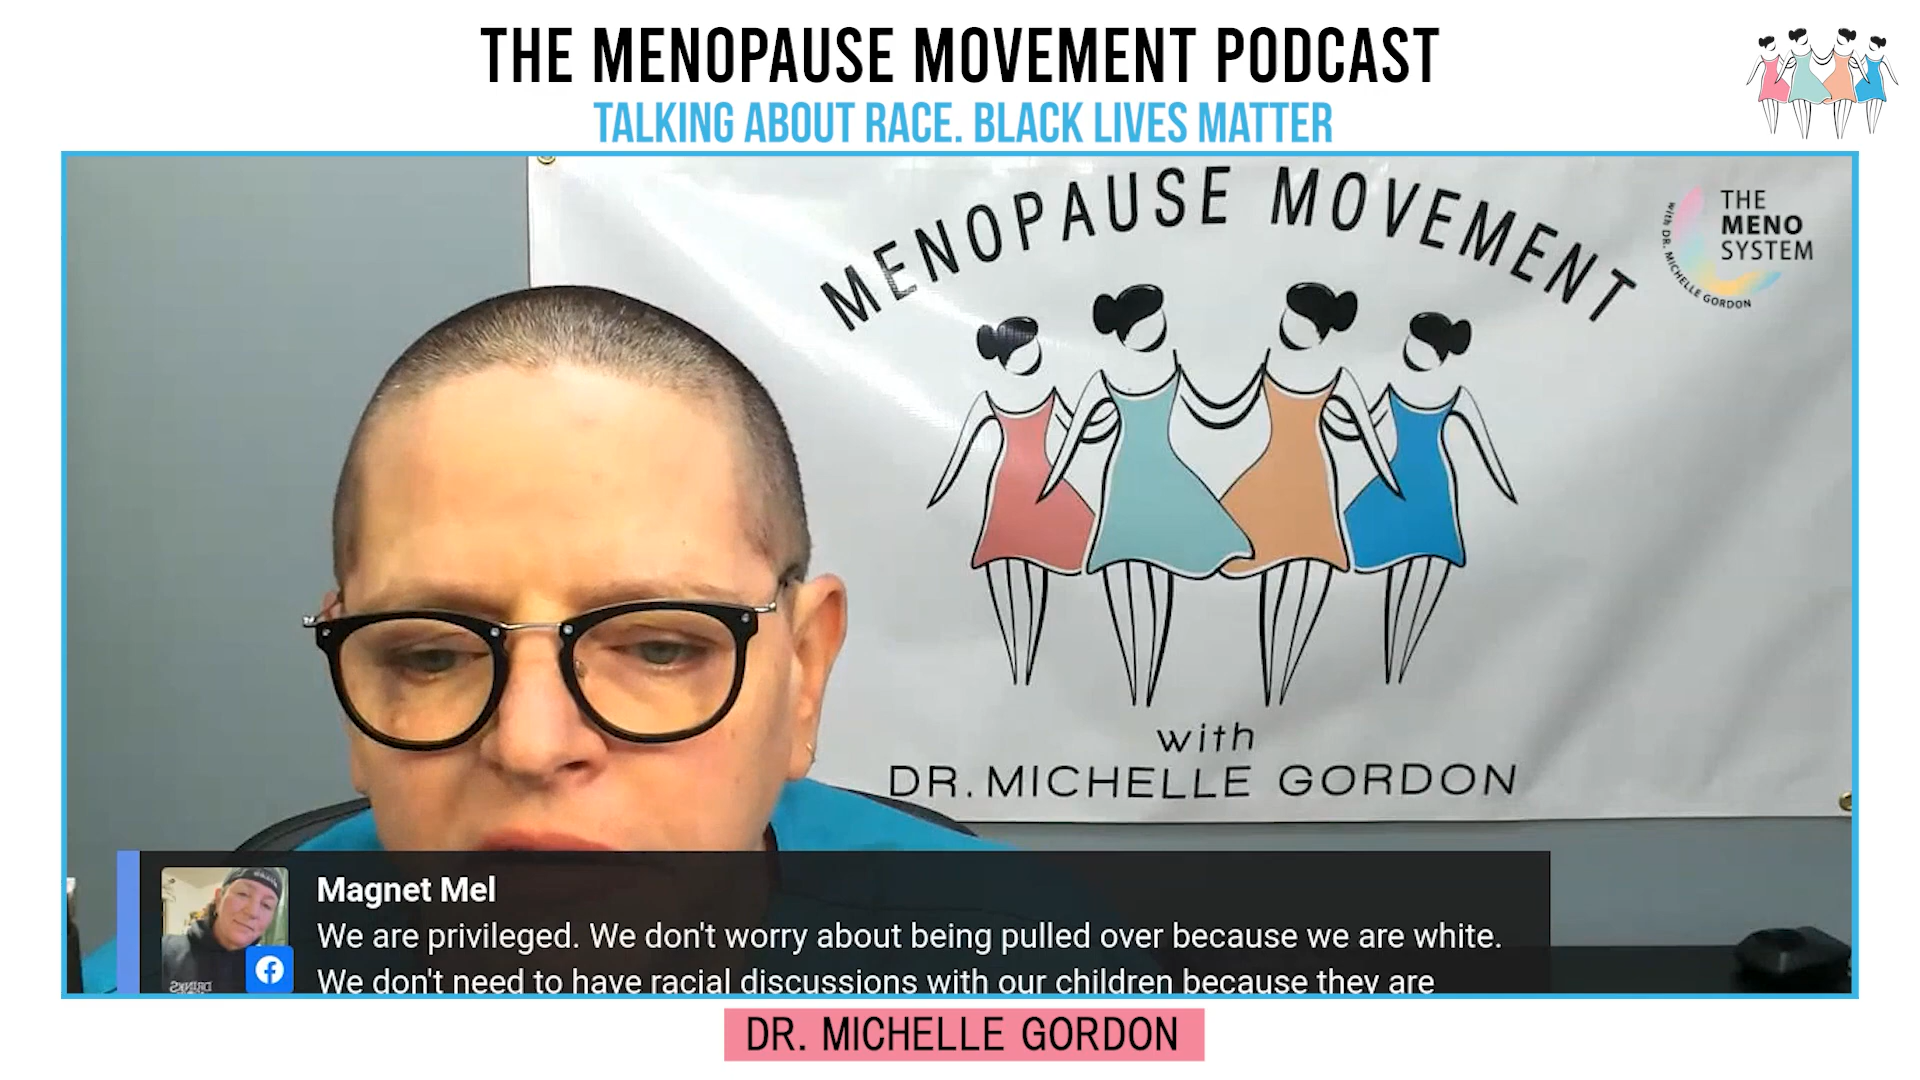 THE MENOPAUSE MOVEMENT PODCAST
TALKING ABOUT RACE. BLACK LIVES MATTER
MENOPAUSE MOVEMENT
THE
MENO
SYSTEM
with DR. MICHELLE GORDON
with
DR. MICHELLE GORDON
Magnet Mel
We are privileged. We don't worry about being pulled over because we are white.
We don't need to have racial discussions with our children because they are
DRINKS
DR. MICHELLE GORDON